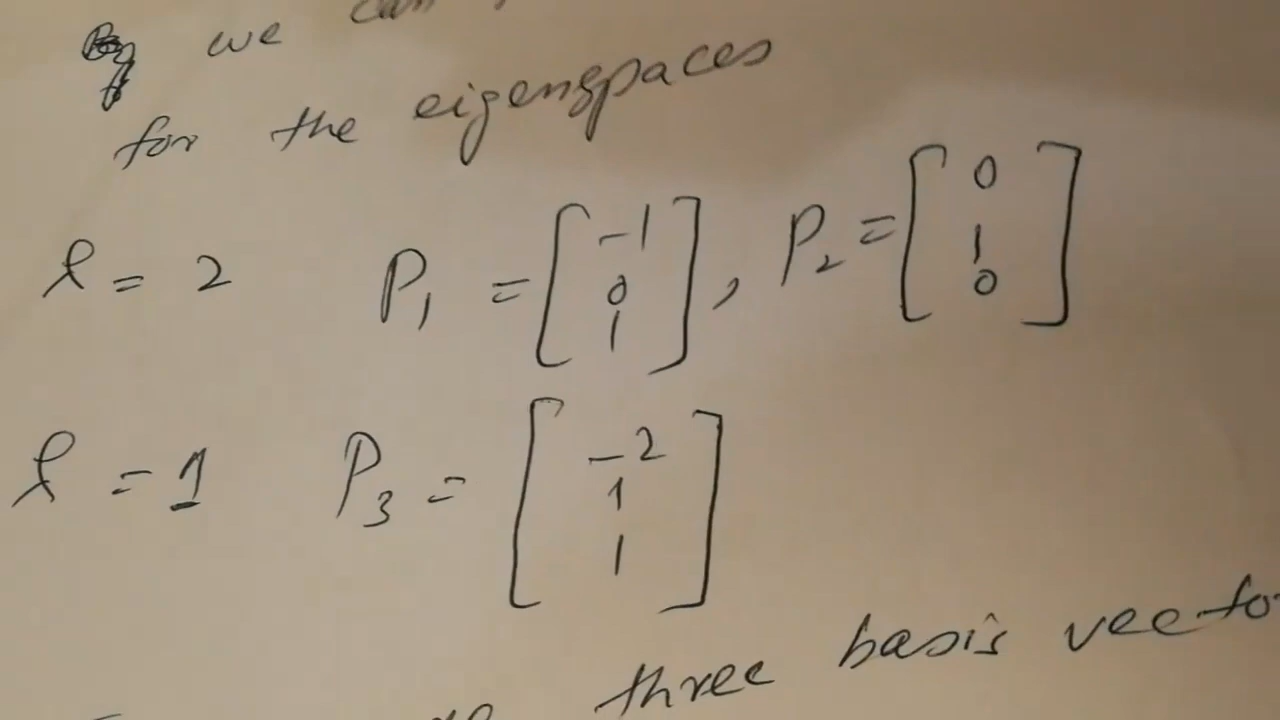 we can
for the eigenspaces
λ = 2 P₁ = [-1 0 1], P₂ = [0 1 0]
λ = 1 P₃ = [-2 1 1]
three basis